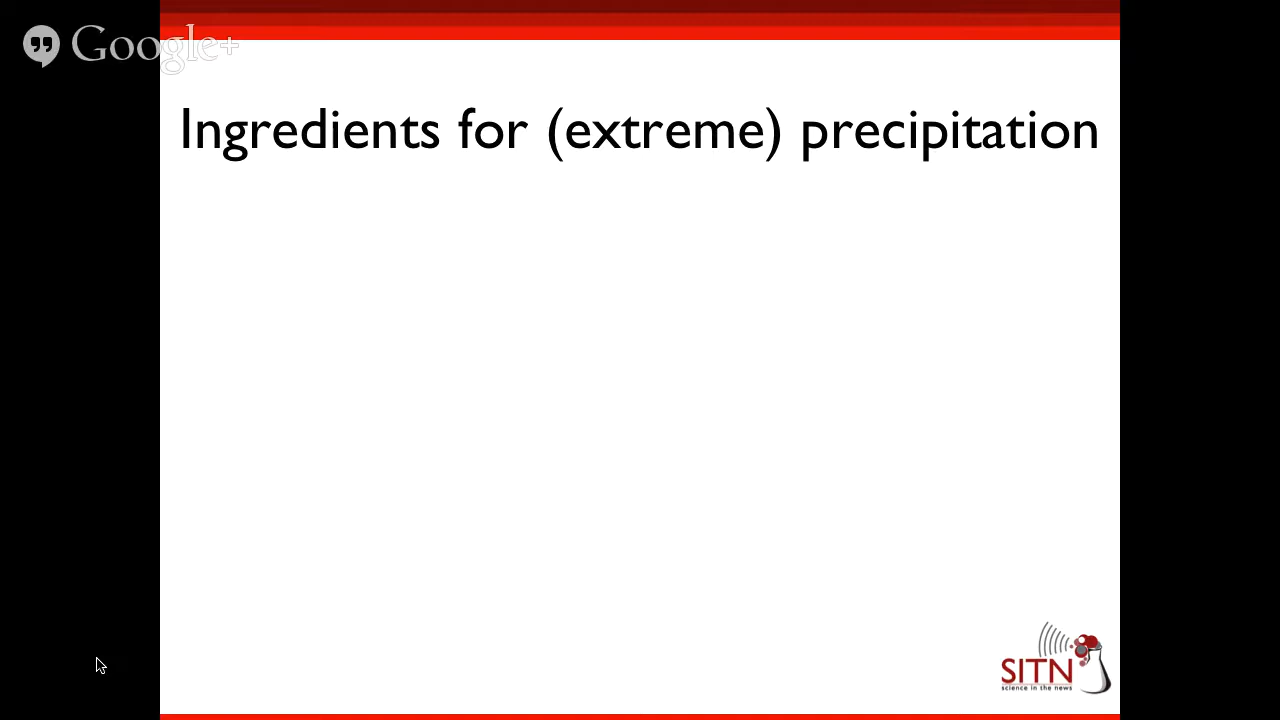 Google+
Ingredients for (extreme) precipitation
SITN
science in the news